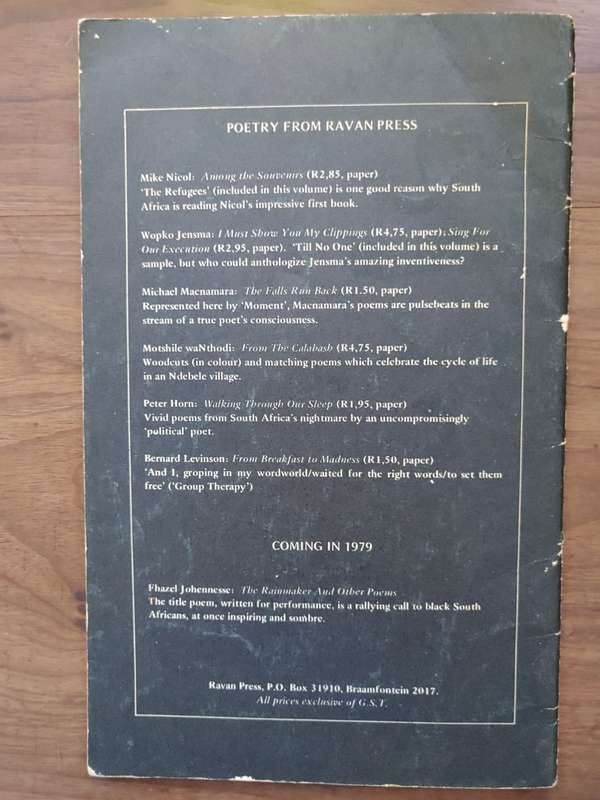 POETRY FROM RAVAN PRESS
Mike Nicol: Among the Souvenirs (R2,85, paper)
'The Refugees' (included in this volume) is one good reason why South
Africa is reading Nicol's impressive first book.
Wopko Jensma: I Must Show You My Clippings (R4,75, paper); Sing For
Our Execution (R2,95, paper). 'Till No One' (included in this volume) is a
sample, but who could anthologize Jensma's amazing inventiveness?
Michael Macnamara: The Falls Run Back (R1.50, paper)
Represented here by 'Moment', Macnamara's poems are pulsebeats in the
stream of a true poet's consciousness.
Motshile waNthodi: From The Calabash (R4,75, paper)
Woodcuts (in colour) and matching poems which celebrate the cycle of life
in an Ndebele village.
Peter Horn: Walking Through Our Sleep (R1,95, paper)
Vivid poems from South Africa's nightmare by an uncompromisingly
'political' poet.
Bernard Levinson: From Breakfast to Madness (R1,50, paper)
'And I, groping in my wordworld/waited for the right words/to set them
free' ('Group Therapy')
COMING IN 1979
Fhazel Johennesse: The Rainmaker And Other Poems
The title poem, written for performance, is a rallying call to black South
Africans, at once inspiring and sombre.
Ravan Press, P.O. Box 31910, Braamfontein 2017.
All prices exclusive of G.S.T.